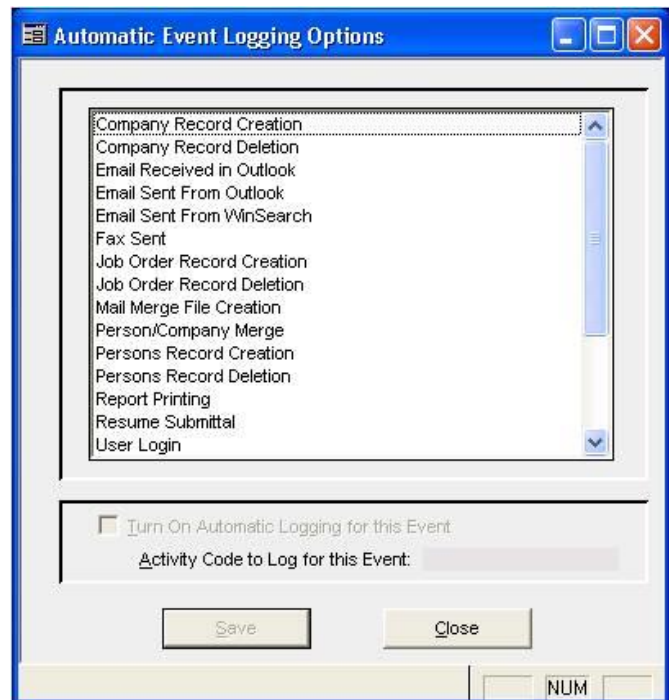 Automatic Event Logging Options
Company Record Creation
Company Record Deletion
Email Received in Outlook
Email Sent From Outlook
Email Sent From WinSearch
Fax Sent
Job Order Record Creation
Job Order Record Deletion
Mail Merge File Creation
Person/Company Merge
Persons Record Creation
Persons Record Deletion
Report Printing
Resume Submittal
User Login
Turn On Automatic Logging for this Event
Activity Code to Log for this Event:
Save Close
NUM